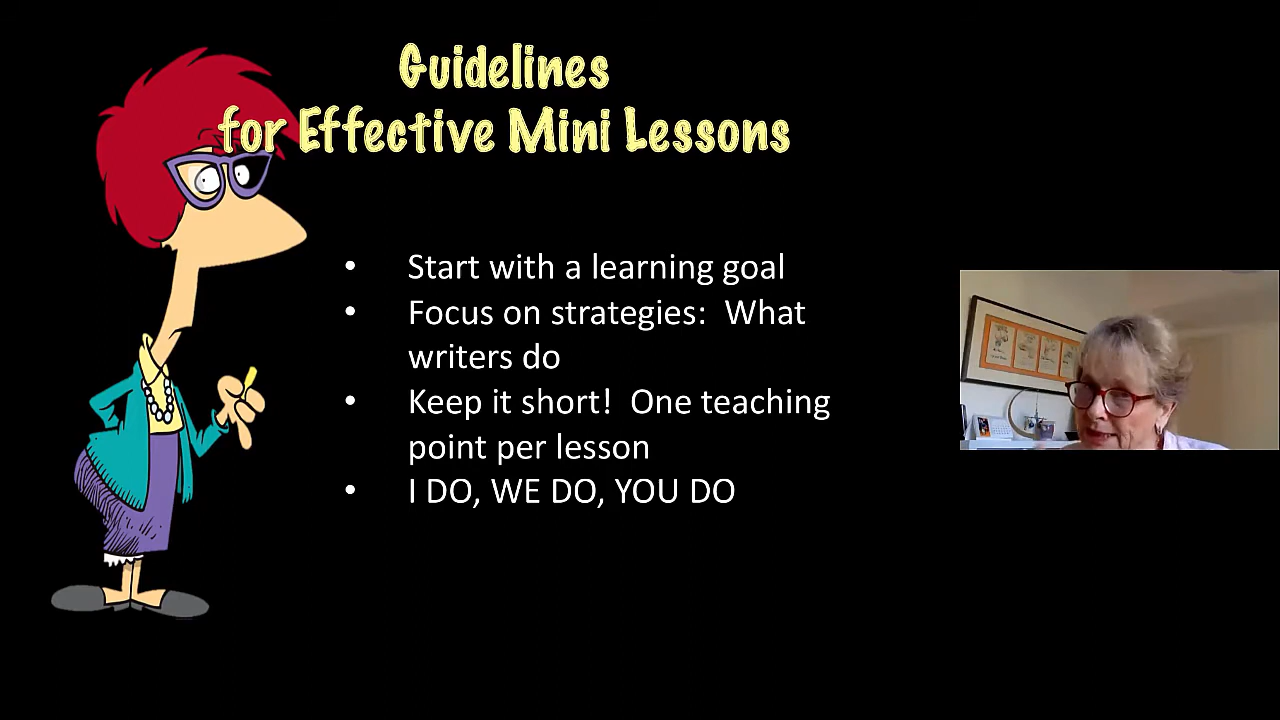 Guidelines
for Effective Mini Lessons
• Start with a learning goal
• Focus on strategies:  What
writers do
• Keep it short!  One teaching
point per lesson
• I DO, WE DO, YOU DO